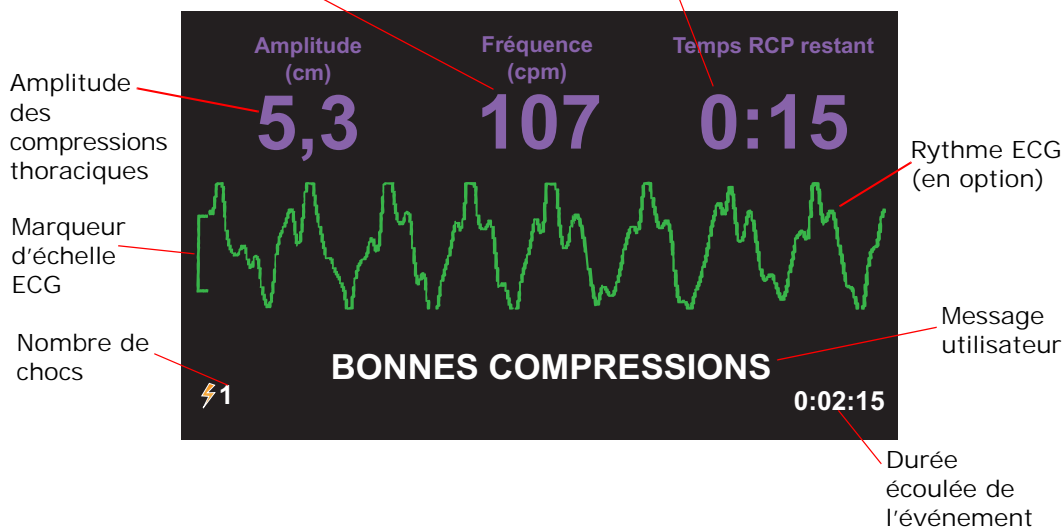 Amplitude
(cm)
5,3
Fréquence
(cpm)
107
Temps RCP restant
0:15
Amplitude
des
compressions
thoraciques
Rythme ECG
(en option)
Marqueur
d'échelle
ECG
Nombre de
chocs
Message
utilisateur
BONNES COMPRESSIONS
1
0:02:15
Durée
écoulée de
l'événement